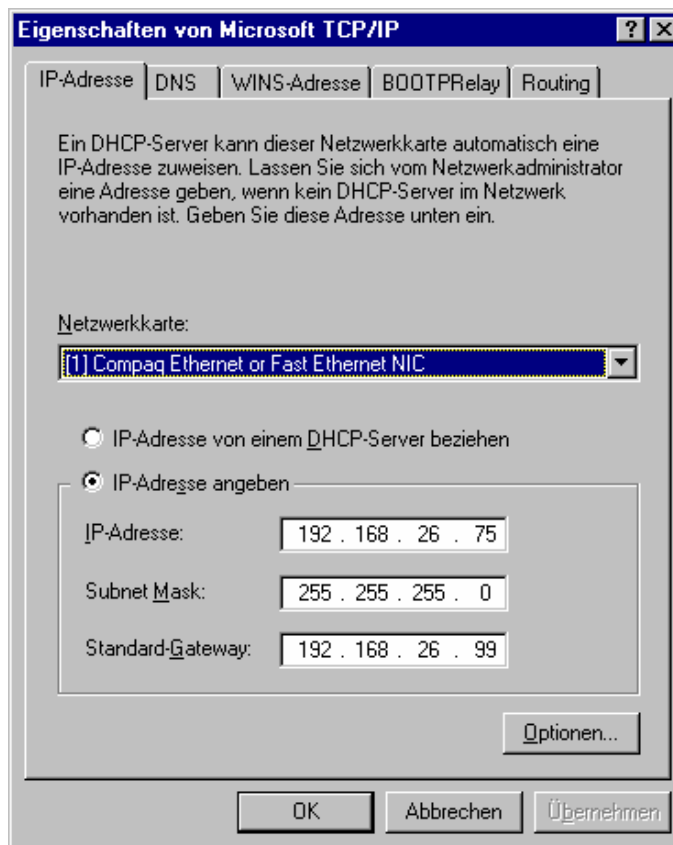 Eigenschaften von Microsoft TCP/IP
IP-Adresse DNS WINS-Adresse BOOTPRelay Routing
Ein DHCP-Server kann dieser Netzwerkkarte automatisch eine
IP-Adresse zuweisen. Lassen Sie sich vom Netzwerkadministrator
eine Adresse geben, wenn kein DHCP-Server im Netzwerk
vorhanden ist. Geben Sie diese Adresse unten ein.
Netzwerkkarte:
[1] Compaq Ethernet or Fast Ethernet NIC
IP-Adresse von einem DHCP-Server beziehen
IP-Adresse angeben
IP-Adresse: 192 . 168 . 26 . 75
Subnet Mask: 255 . 255 . 255 . 0
Standard-Gateway: 192 . 168 . 26 . 99
Optionen...
OK Abbrechen Übernehmen